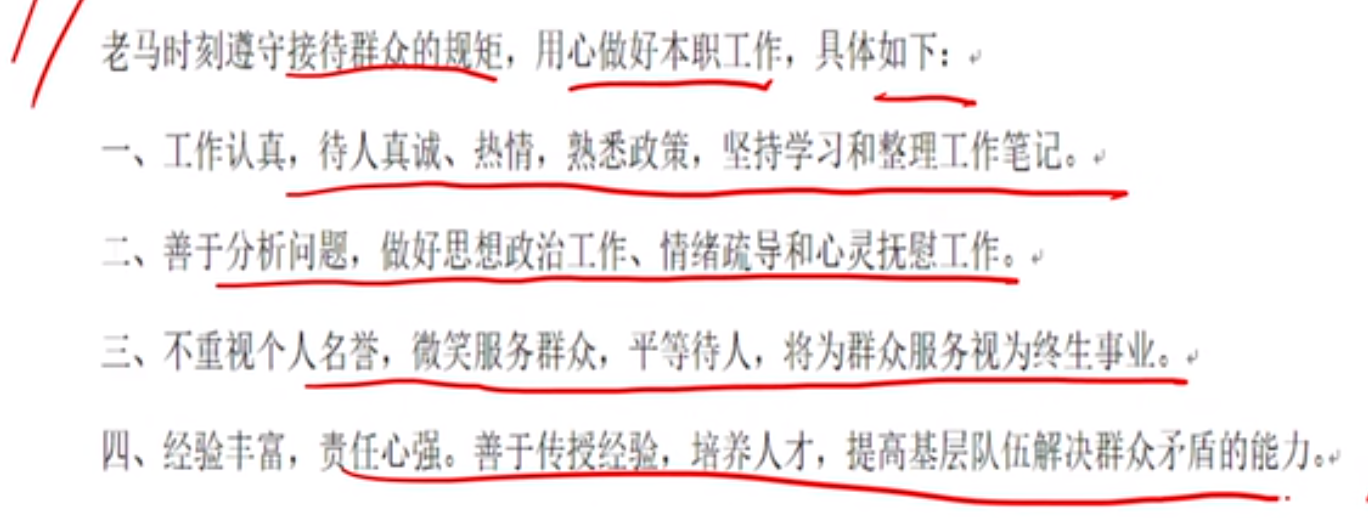 老马时刻遵守接待群众的规矩，用心做好本职工作，具体如下：
一、工作认真，待人真诚、热情，熟悉政策，坚持学习和整理工作笔记。
二、善于分析问题，做好思想政治工作、情绪疏导和心灵抚慰工作。
三、不重视个人名誉，微笑服务群众，平等待人，将为群众服务视为终生事业。
四、经验丰富，责任心强。善于传授经验，培养人才，提高基层队伍解决群众矛盾的能力。